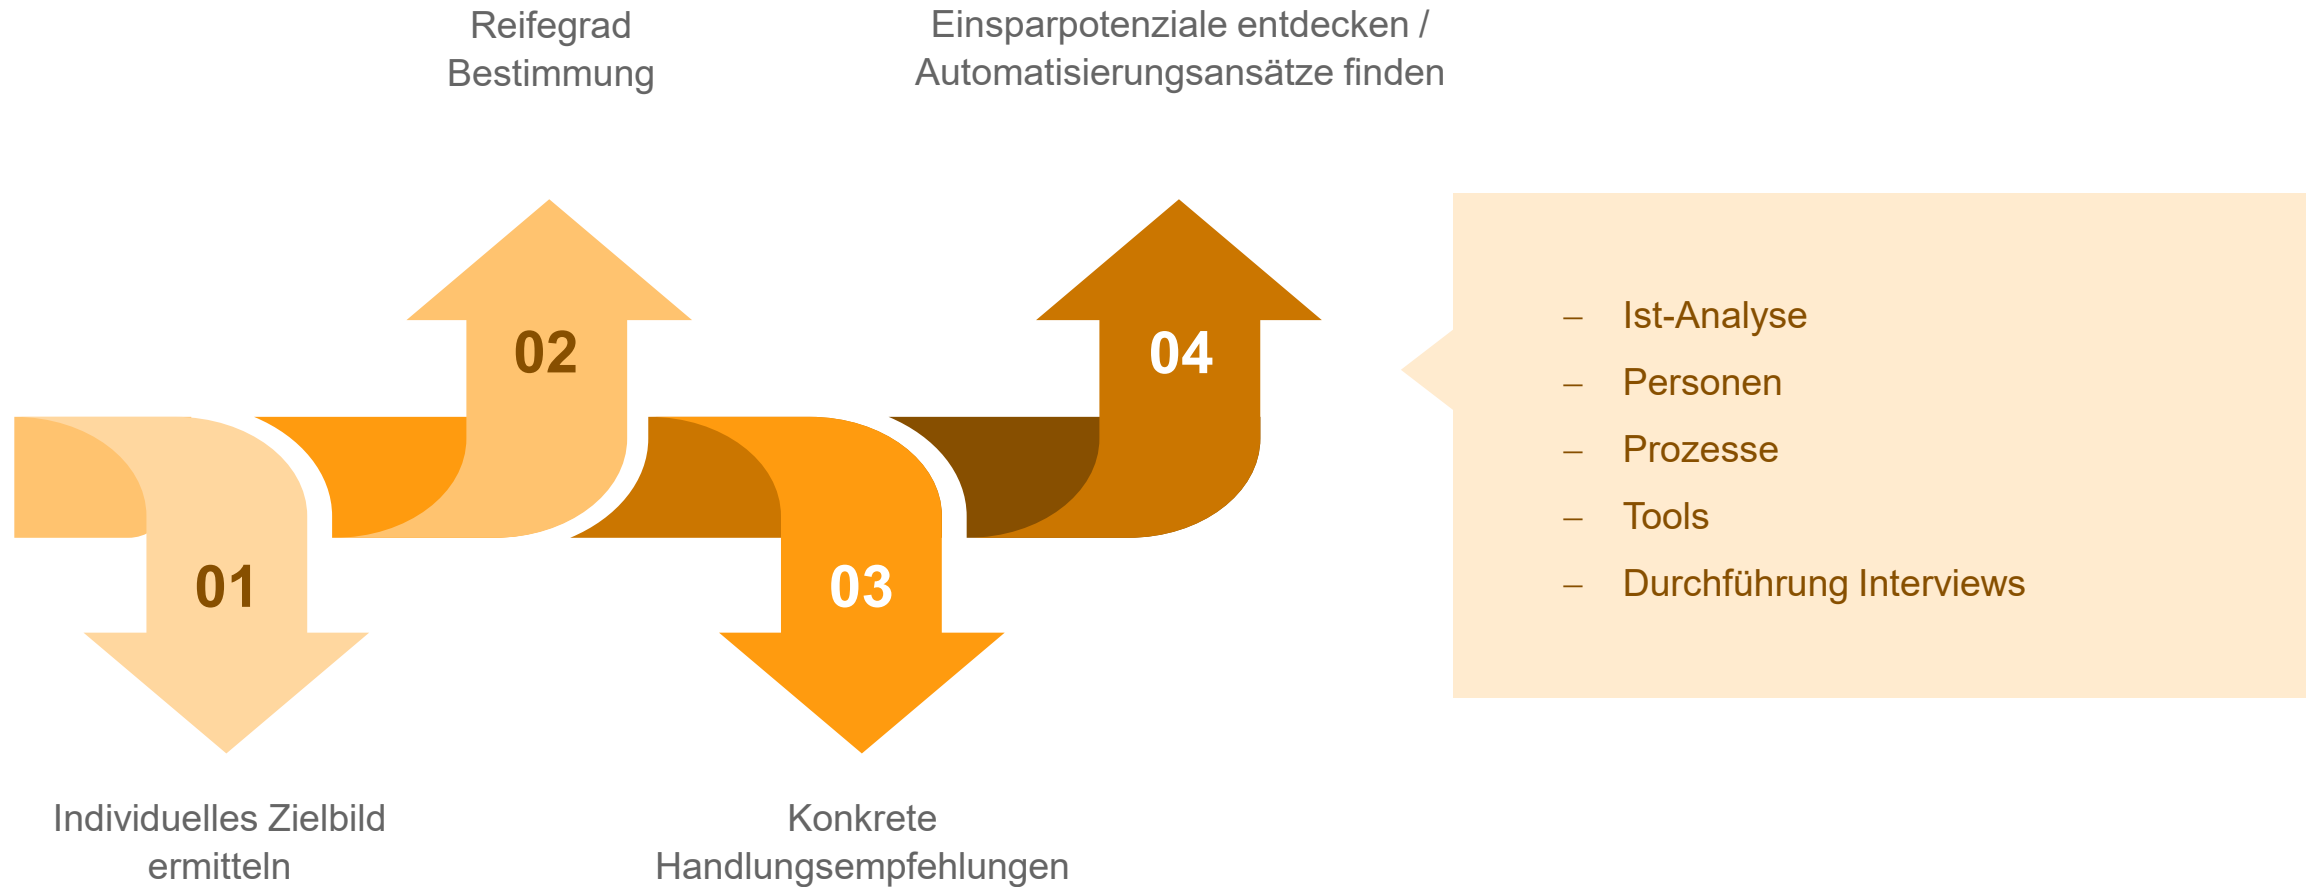 Reifegrad
Bestimmung
Einsparpotenziale entdecken /
Automatisierungsansätze finden
02
04
01
03
– Ist-Analyse
– Personen
– Prozesse
– Tools
– Durchführung Interviews
Individuelles Zielbild
ermitteln
Konkrete
Handlungsempfehlungen